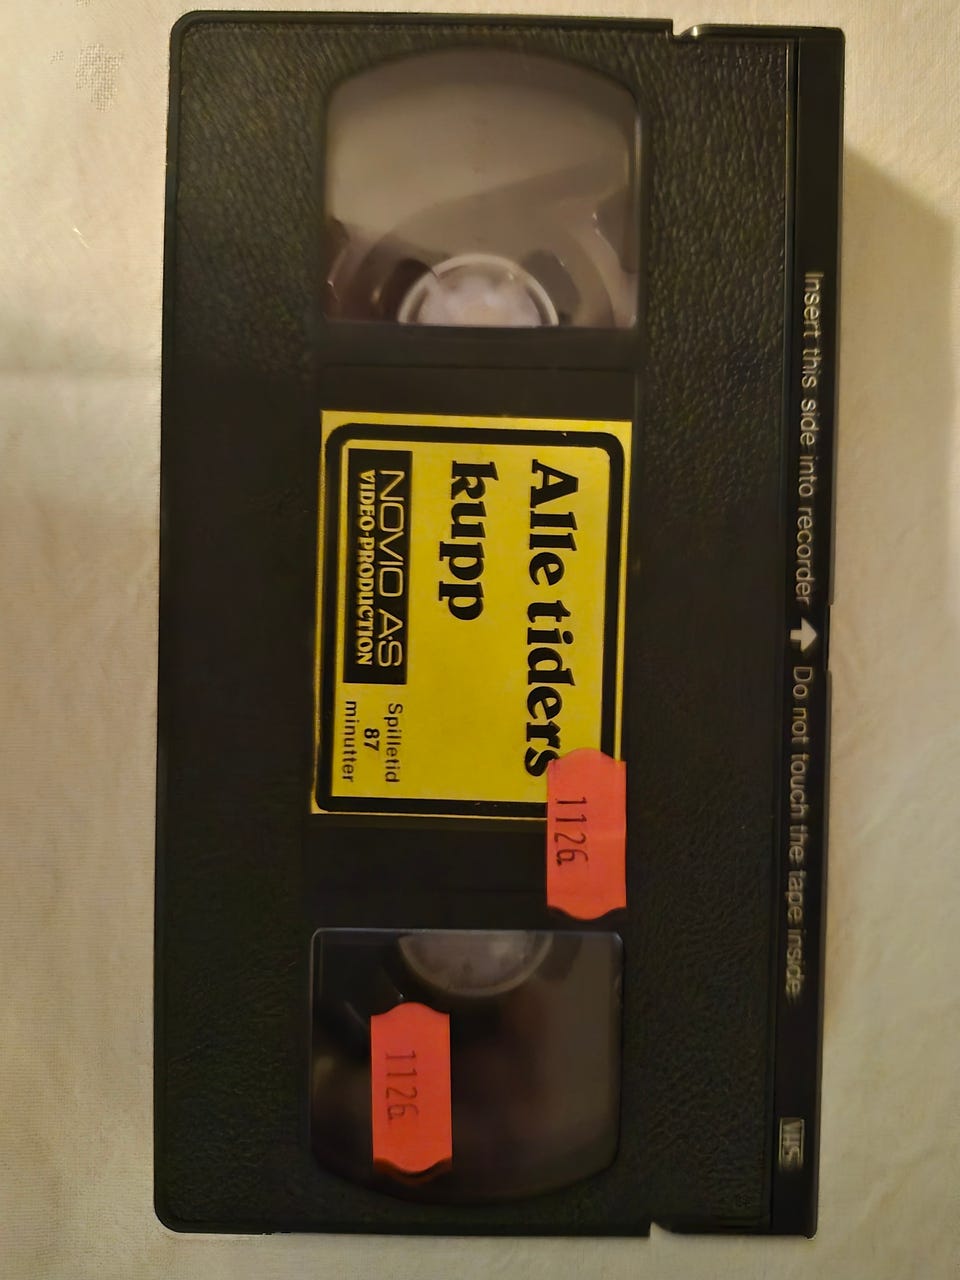 Insert this side into recorder Do not touch the tape inside
VHS
Alle tiders
kupp
NOVIO A·S
VIDEO-PRODUCTION
Spilletid
87
minutter
1126
1126